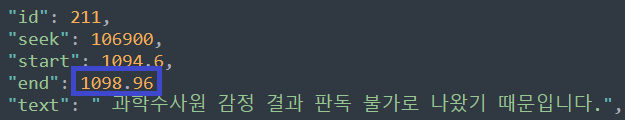 "id": 211,
"seek": 106900,
"start": 1094.6,
"end": 1098.96
"text": " 과학수사원 감정 결과 판독 불가로 나왔기 때문입니다.",